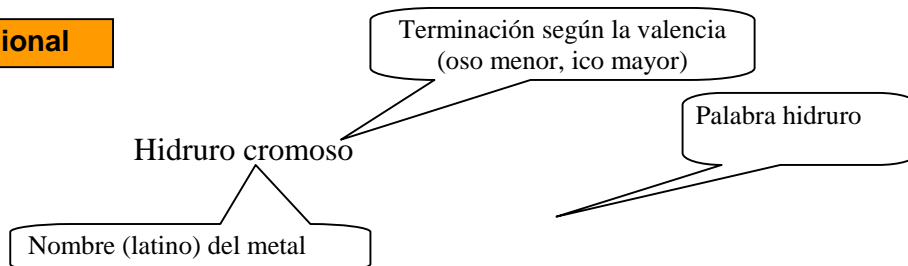 ional
Terminación según la valencia
(oso menor, ico mayor)
Palabra hidruro
Hidruro cromoso
Nombre (latino) del metal